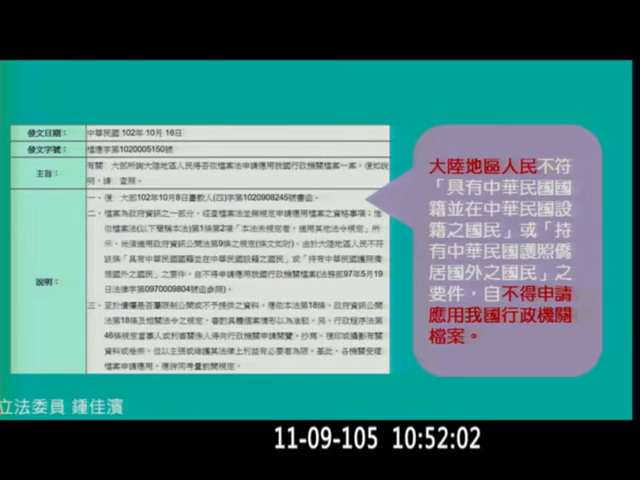 發文日期： 中華民國 102年 10月 16日
發文字號： 檔應字第1020005150號
主旨： 有關 大部所詢大陸地區人民得否依檔案法申請應用我國行政機關檔案一案，復如說
明，請 查照。
說明：
一、復 大部102年10月8日臺教人(四)字第1020908245號書函。
二、檔案為政府資訊之一部分，經查檔案法並無規定申請應用檔案之資格事項；惟
依檔案法(以下簡稱本法)第1條第2項「本法未規定者，適用其他法令規定」所
示，尚須適用政府資訊公開法第9條之規定(條文如附)。由於大陸地區人民不符
該條「具有中華民國國籍並在中華民國設籍之國民」或「持有中華民國護照僑
居國外之國民」之要件，自不得申請應用我國行政機關檔案(法務部97年5月19
日法律字第0970009804號函參照)。
三、至於檔案是否屬限制公開或不予提供之資料，應依本法第18條、政府資訊公開
法第18條及相關法令之規定，審酌具體個案情形以為准駁。另，行政程序法第
46條規定當事人或利害關係人得向行政機關申請閱覽、抄寫、複印或攝影有關
資料或卷宗，但以主張或維護其法律上利益有必要者為限。基此，各機關受理
檔案申請應用，應併同考量前開規定。
大陸地區人民不符
「具有中華民國國
籍並在中華民國設
籍之國民」或「持
有中華民國護照僑
居國外之國民」之
要件，自不得申請
應用我國行政機關
檔案。
立法委員 鍾佳濱
11-09-105 10:52:02